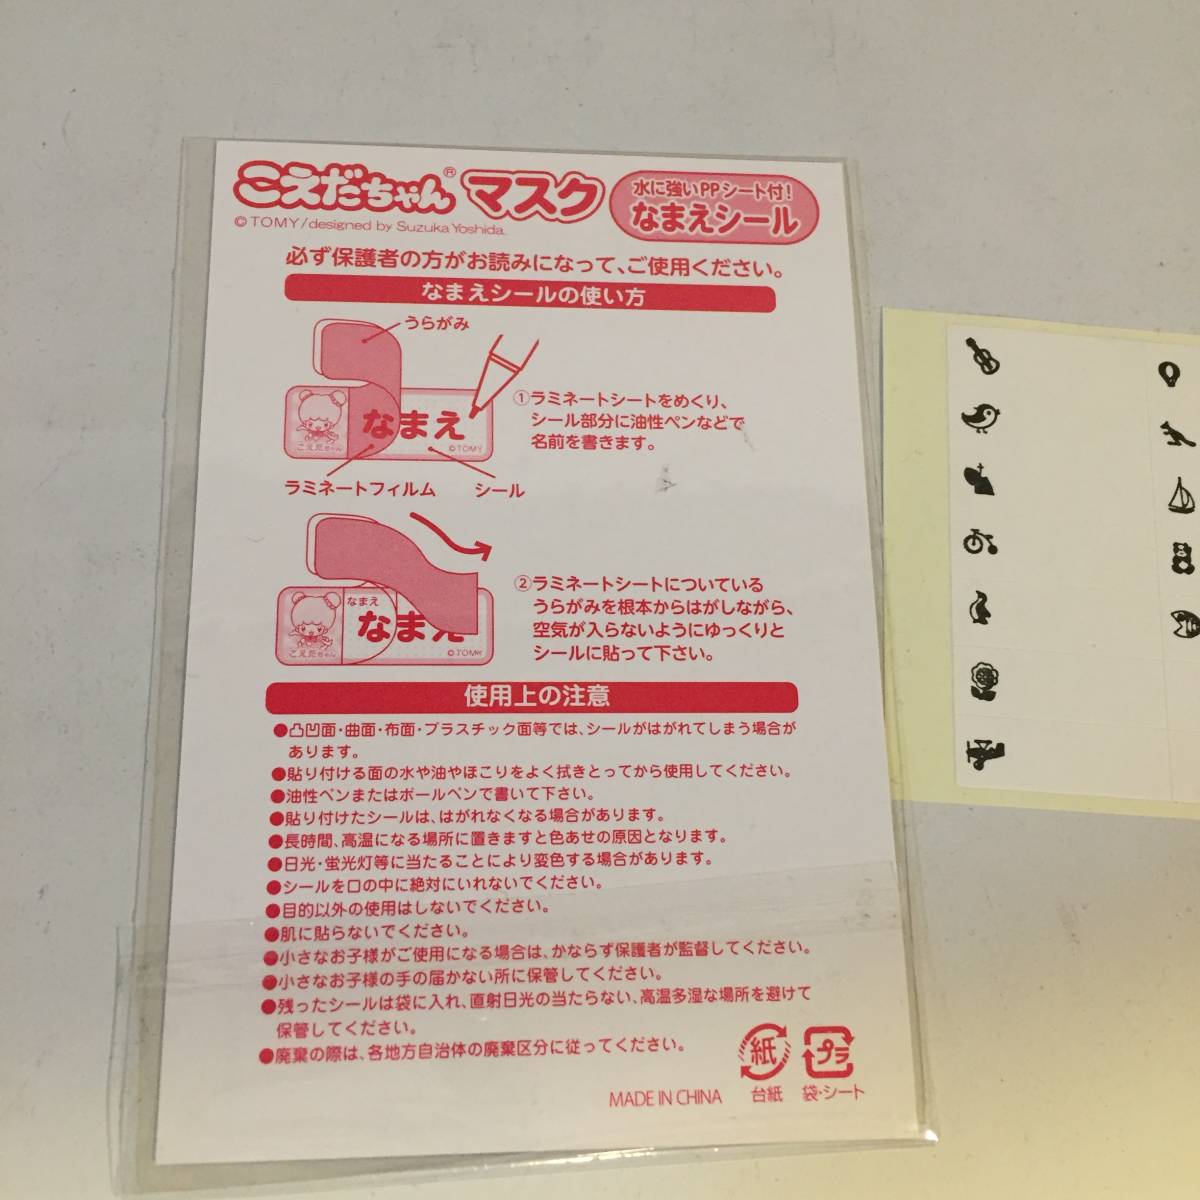 こえだちゃん® マスク
水に強いPPシート付!
なまえシール
©TOMY/designed by Suzuka Yoshida.
必ず保護者の方がお読みになって、ご使用ください。
なまえシールの使い方
うらがみ
なまえ
こえだちゃん
©TOMY
ラミネートフィルム
シール
①ラミネートシートをめくり、
シール部分に油性ペンなどで
名前を書きます。
なまえ
なまえ
こえだちゃん
©TOMY
②ラミネートシートについている
うらがみを根本からはがしながら、
空気が入らないようにゆっくりと
シールに貼って下さい。
使用上の注意
●凸凹面・曲面・布面・プラスチック面等では、シールがはがれてしまう場合が
あります。
●貼り付ける面の水や油やほこりをよく拭きとってから使用してください。
●油性ペンまたはボールペンで書いて下さい。
●貼り付けたシールは、はがれなくなる場合があります。
●長時間、高温になる場所に置きますと色あせの原因となります。
●日光・蛍光灯等に当たることにより変色する場合があります。
●シールを口の中に絶対にいれないでください。
●目的以外の使用はしないでください。
●肌に貼らないでください。
●小さなお子様がご使用になる場合は、かならず保護者が監督してください。
●小さなお子様の手の届かない所に保管してください。
●残ったシールは袋に入れ、直射日光の当たらない、高温多湿な場所を避けて
保管してください。
●廃棄の際は、各地方自治体の廃棄区分に従ってください。
紙
プラ
台紙
袋・シート
MADE IN CHINA